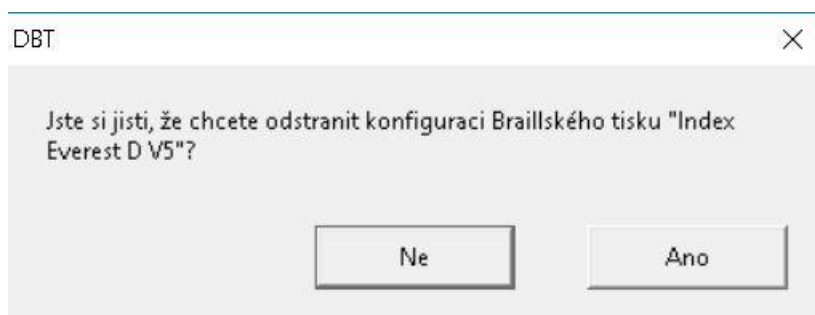 DBT
Jste si jisti, že chcete odstranit konfiguraci Braillského tisku "Index
Everest D V5"?
Ne
Ano